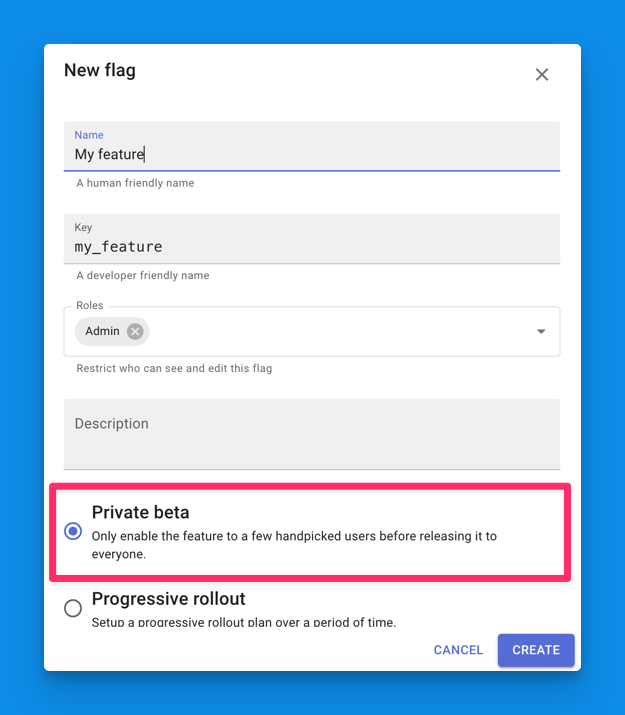 New flag
Name
My feature
A human friendly name
Key
my_feature
A developer friendly name
Roles
Admin
Restrict who can see and edit this flag
Description
Private beta
Only enable the feature to a few handpicked users before releasing it to
everyone.
Progressive rollout
Setup a progressive rollout plan over a period of time.
CANCEL
CREATE